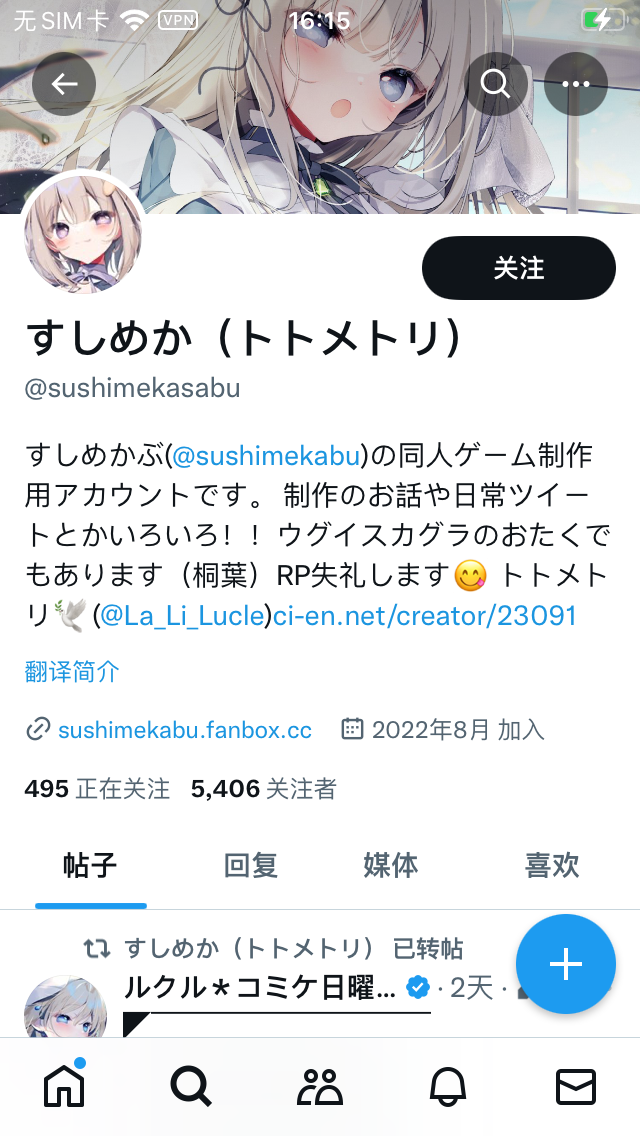 无SIM卡 VPN 16:15
关注
すしめか（トトメトリ）
@sushimekasabu
すしめかぶ(@sushimekabu)の同人ゲーム制作
用アカウントです。 制作のお話や日常ツイー
トとかいろいろ！！ウグイスカグラのおたくで
もあります（桐葉）RP失礼します😋 トトメト
リ🕊️ (@La_Li_Lucle)ci-en.net/creator/23091
翻译简介
sushimekabu.fanbox.cc 2022年8月 加入
495 正在关注 5,406 关注者
帖子 回复 媒体 喜欢
すしめか（トトメトリ） 已转帖
ルクル＊コミケ日曜... · 2天 ·